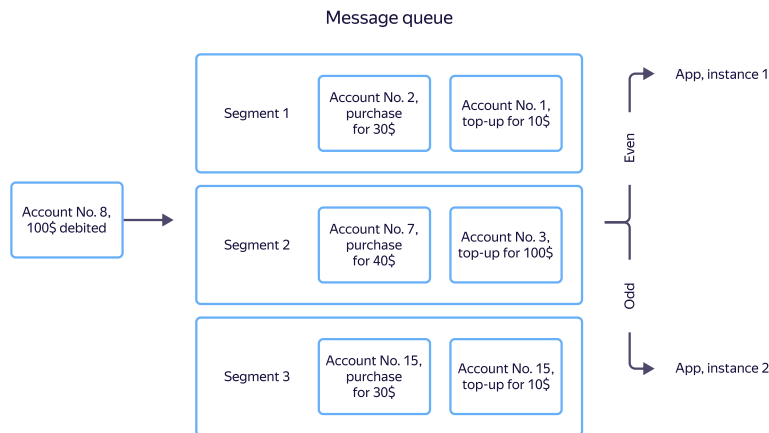 Message queue
Account No. 8,
100$ debited
Segment 1
Account No. 2,
purchase
for 30$
Account No. 1,
top-up for 10$
Segment 2
Account No. 7,
purchase
for 40$
Account No. 3,
top-up for 100$
Segment 3
Account No. 15,
purchase
for 30$
Account No. 15,
top-up for 10$
Even
Odd
App, instance 1
App, instance 2